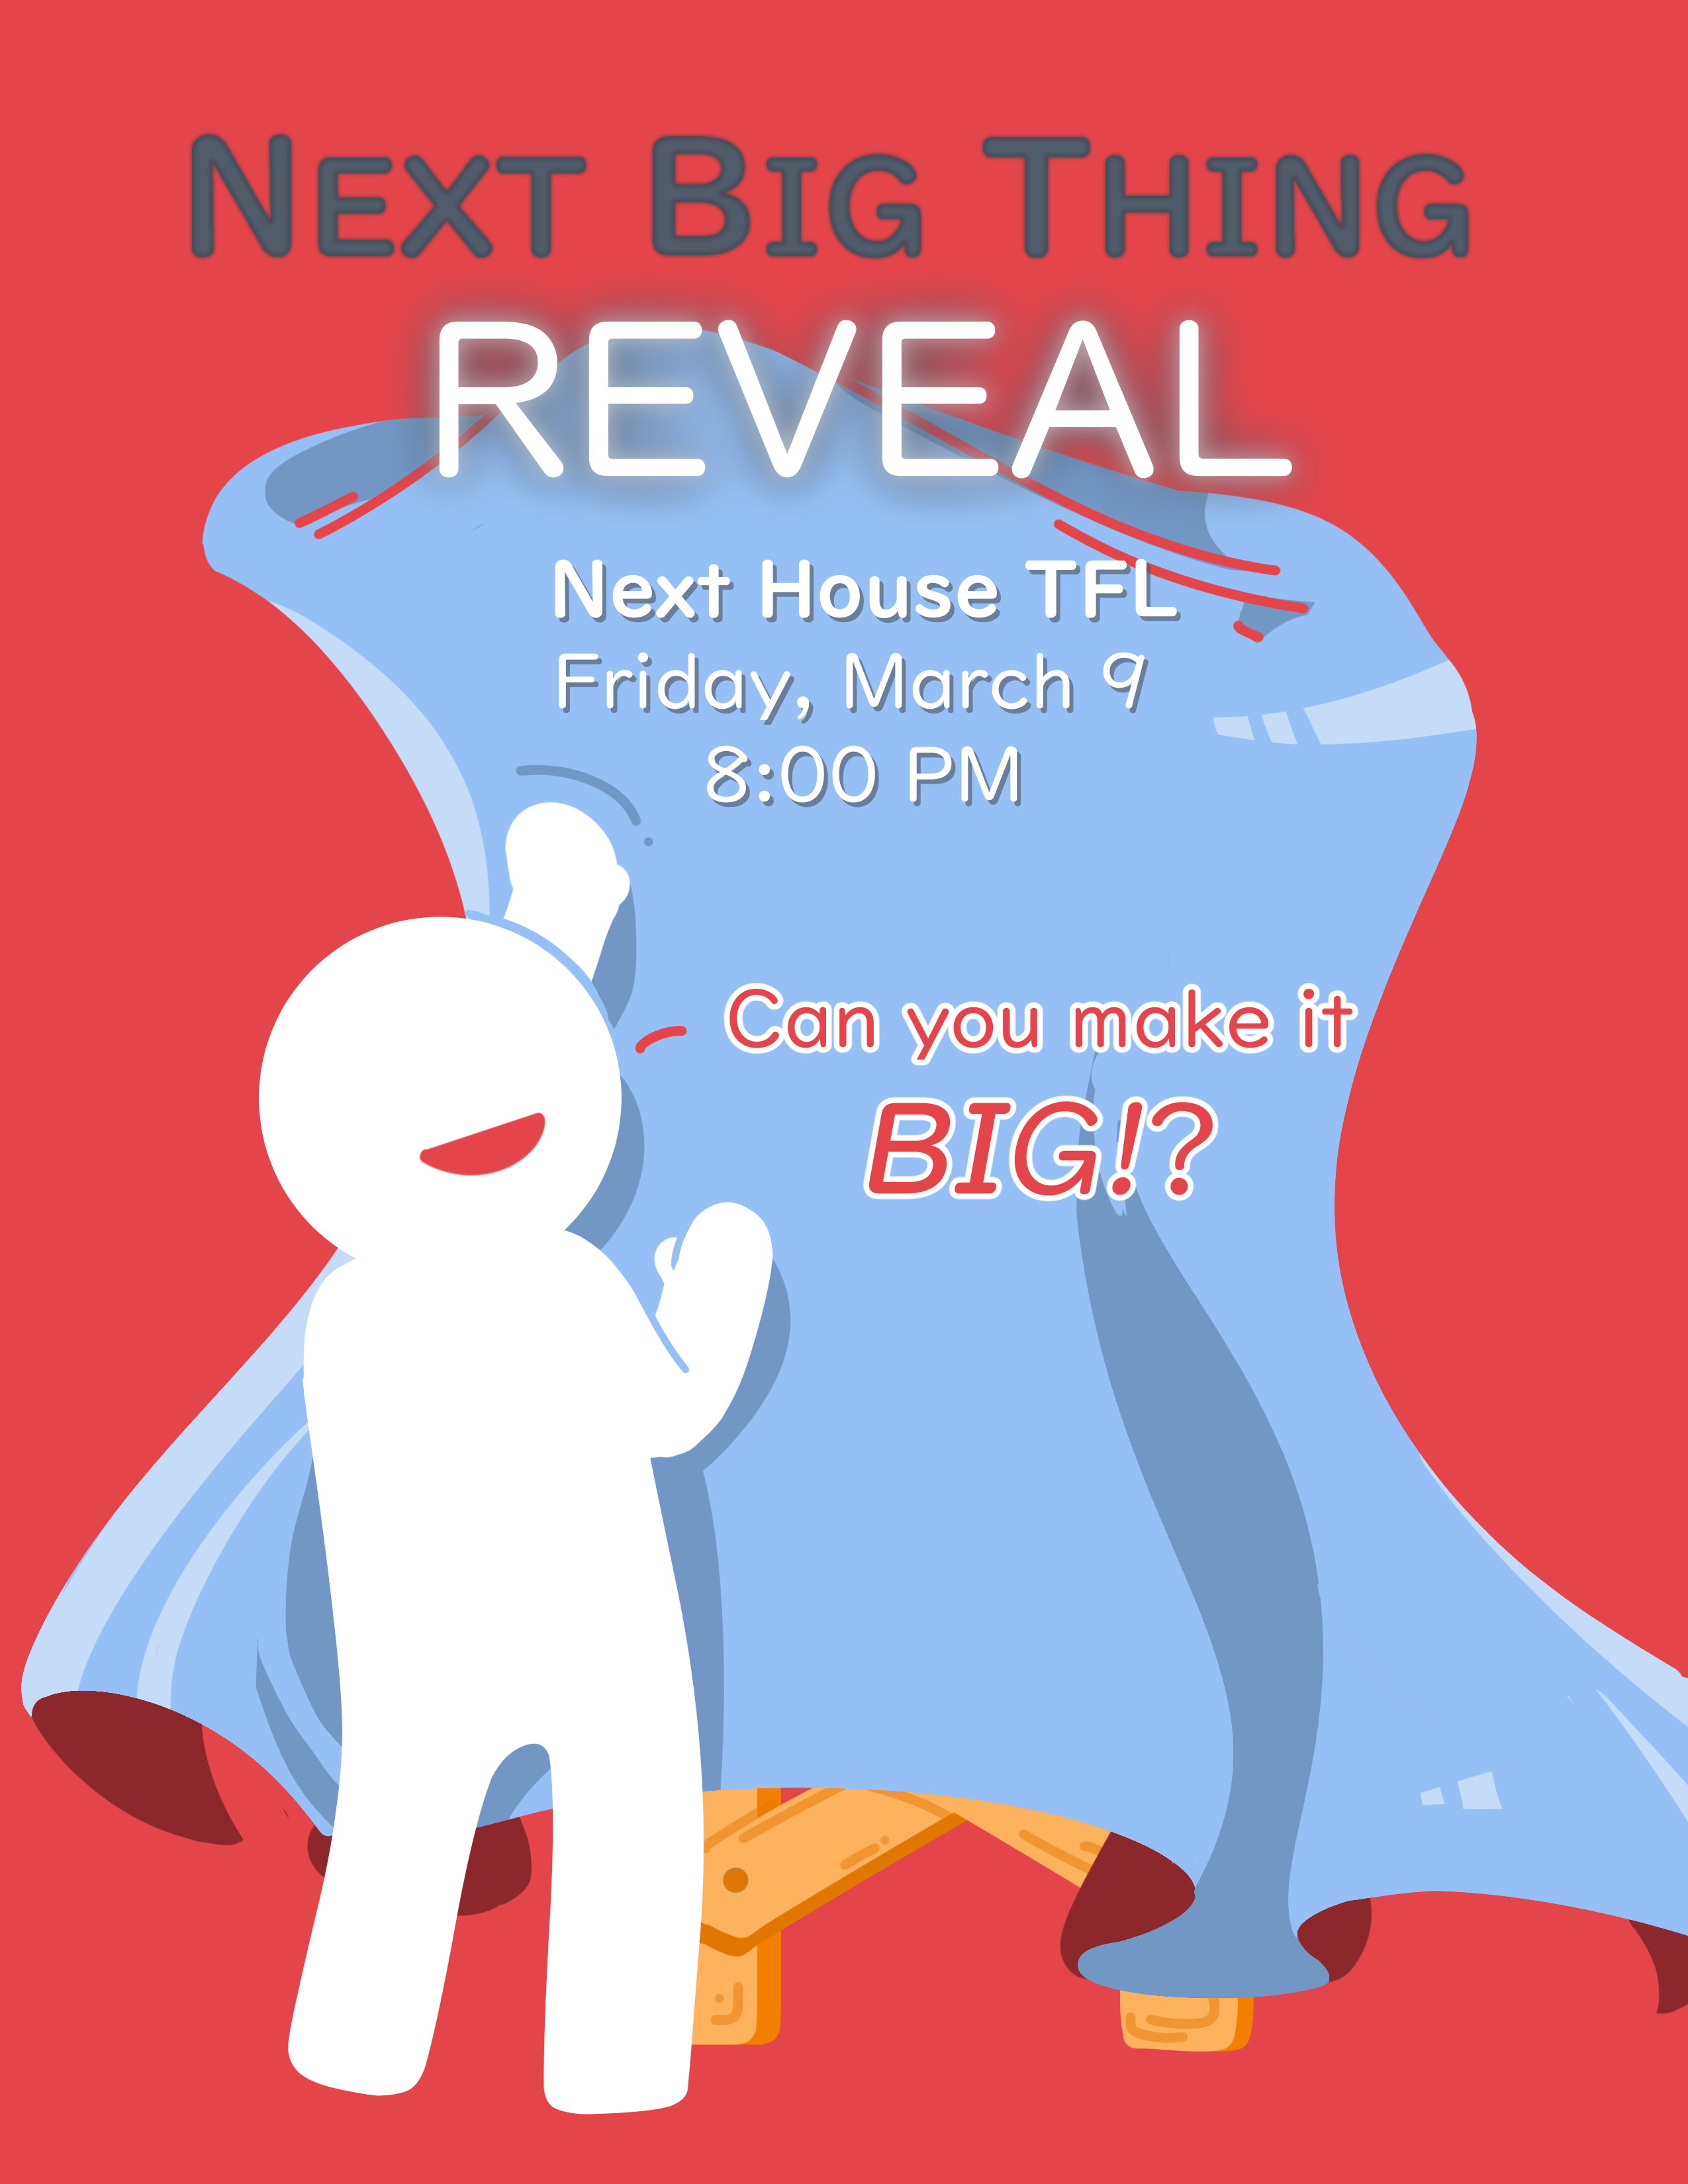 Next Big Thing
REVEAL
Next House TFL
Friday, March 9
8:00 PM
Can you make it
BIG!?